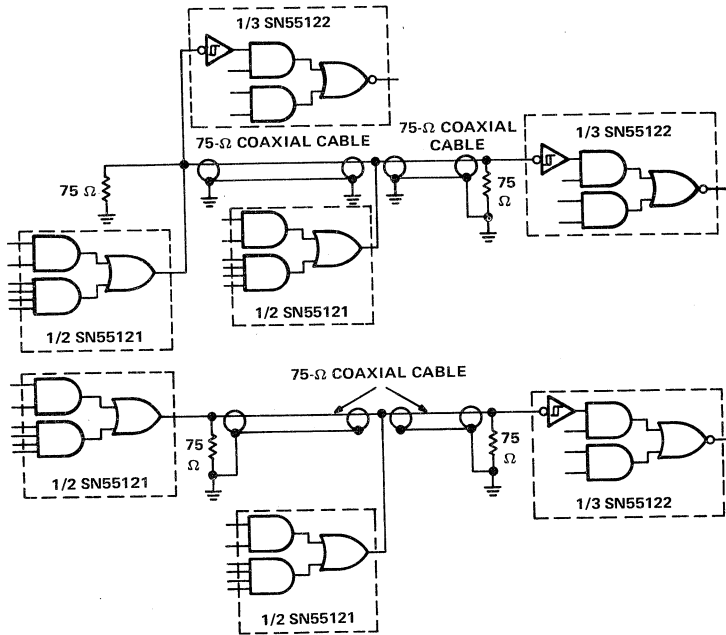 1/3 SN55122
75-Ω COAXIAL CABLE
75-Ω COAXIAL
CABLE
1/3 SN55122
75 Ω
75
Ω
1/2 SN55121
1/2 SN55121
75-Ω COAXIAL CABLE
75
Ω
75
Ω
1/2 SN55121
1/3 SN55122
1/2 SN55121